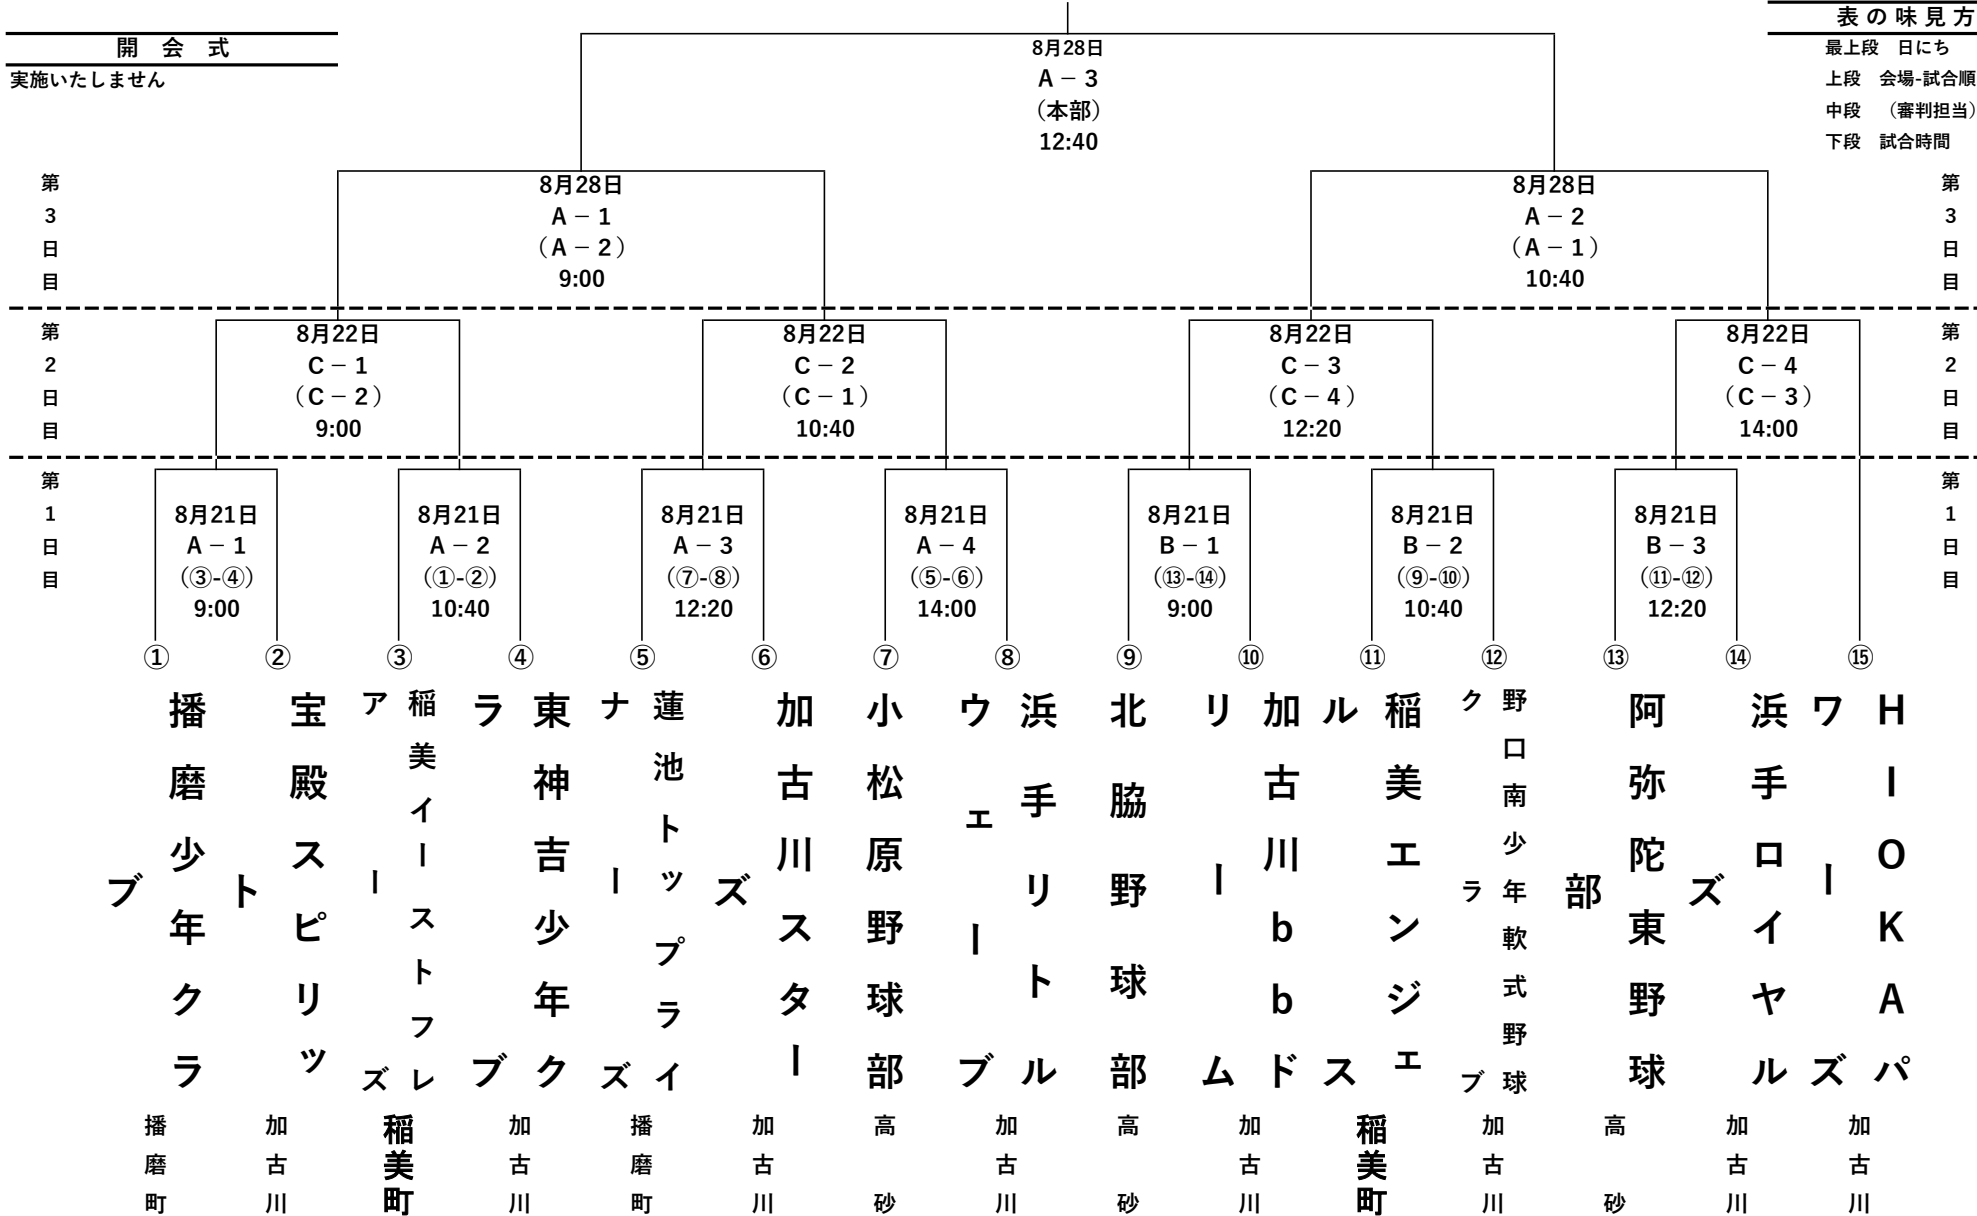 開 会 式
実施いたしません
表 の 味 見 方
最上段 日にち
上段 会場-試合順
中段 （審判担当）
下段 試合時間
8月28日
A － 3
（本部）
12:40
第3日目
8月28日
A － 1
（A － 2）
9:00
8月28日
A － 2
（A － 1）
10:40
第3日目
第2日目
8月22日
C － 1
（C － 2）
9:00
8月22日
C － 2
（C － 1）
10:40
8月22日
C － 3
（C － 4）
12:20
8月22日
C － 4
（C － 3）
14:00
第2日目
第1日目
8月21日
A － 1
（③-④）
9:00
8月21日
A － 2
（①-②）
10:40
8月21日
A － 3
（⑦-⑧）
12:20
8月21日
A － 4
（⑤-⑥）
14:00
8月21日
B － 1
（⑬-⑭）
9:00
8月21日
B － 2
（⑨-⑩）
10:40
8月21日
B － 3
（⑪-⑫）
12:20
第1日目
①
播磨少年クラ
ブ
播磨町
②
宝殿スピリッ
ト
加古川
③
稲美イーストフレ
アーズ
稲美町
④
東神吉少年ク
ラブ
加古川
⑤
蓮池トップライ
ナーズ
播磨町
⑥
加古川スター
ズ
加古川
⑦
小松原野球部
高砂
⑧
浜手リトル
ウェーブ
加古川
⑨
北脇野球部
高砂
⑩
加古川bbド
リーム
加古川
⑪
稲美エンジェ
ルス
稲美町
⑫
野口南少年軟式野球
クラブ
加古川
⑬
阿弥陀東野球
部
高砂
⑭
浜手ロイヤル
ズ
加古川
⑮
HIOKAパ
ワーズ
加古川